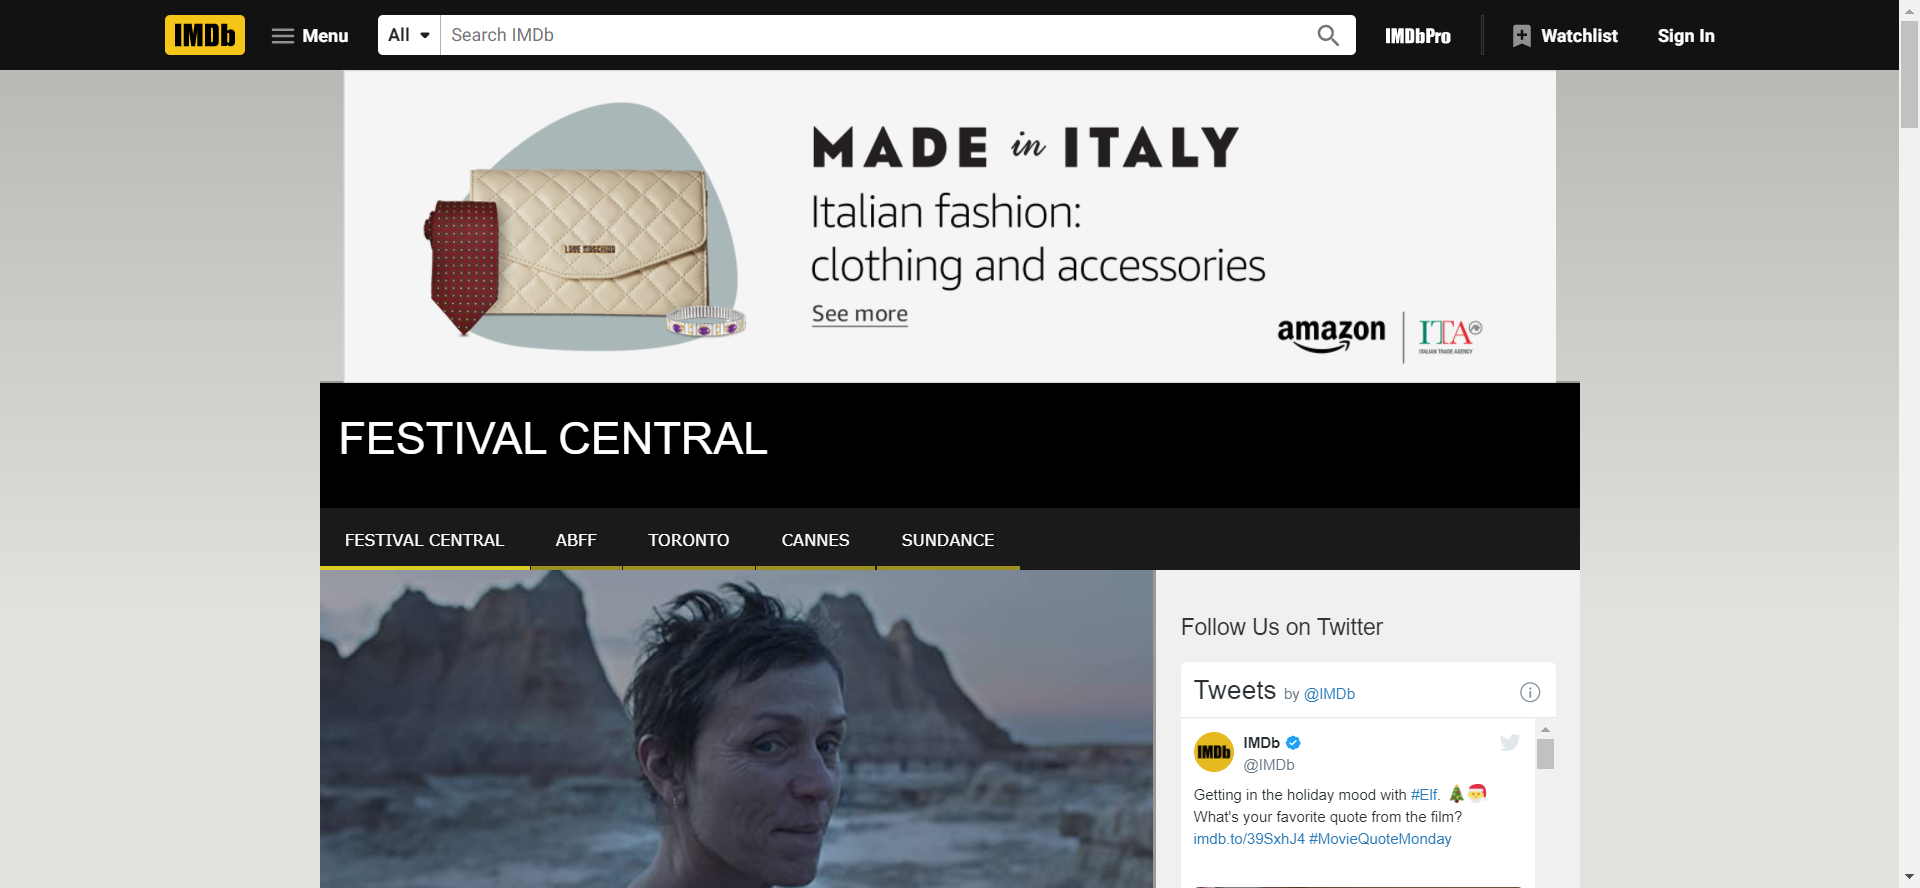 IMDb Menu All Search IMDb IMDbPro Watchlist Sign In
MADE in ITALY
Italian fashion:
clothing and accessories
See more
LOVE MOSCHINO
amazon ITA
ITALIAN TRADE AGENCY
FESTIVAL CENTRAL
FESTIVAL CENTRAL ABFF TORONTO CANNES SUNDANCE
Follow Us on Twitter
Tweets by @IMDb
IMDb
IMDb
@IMDb
Getting in the holiday mood with #Elf. 🎄🎅
What's your favorite quote from the film?
imdb.to/39SxhJ4 #MovieQuoteMonday